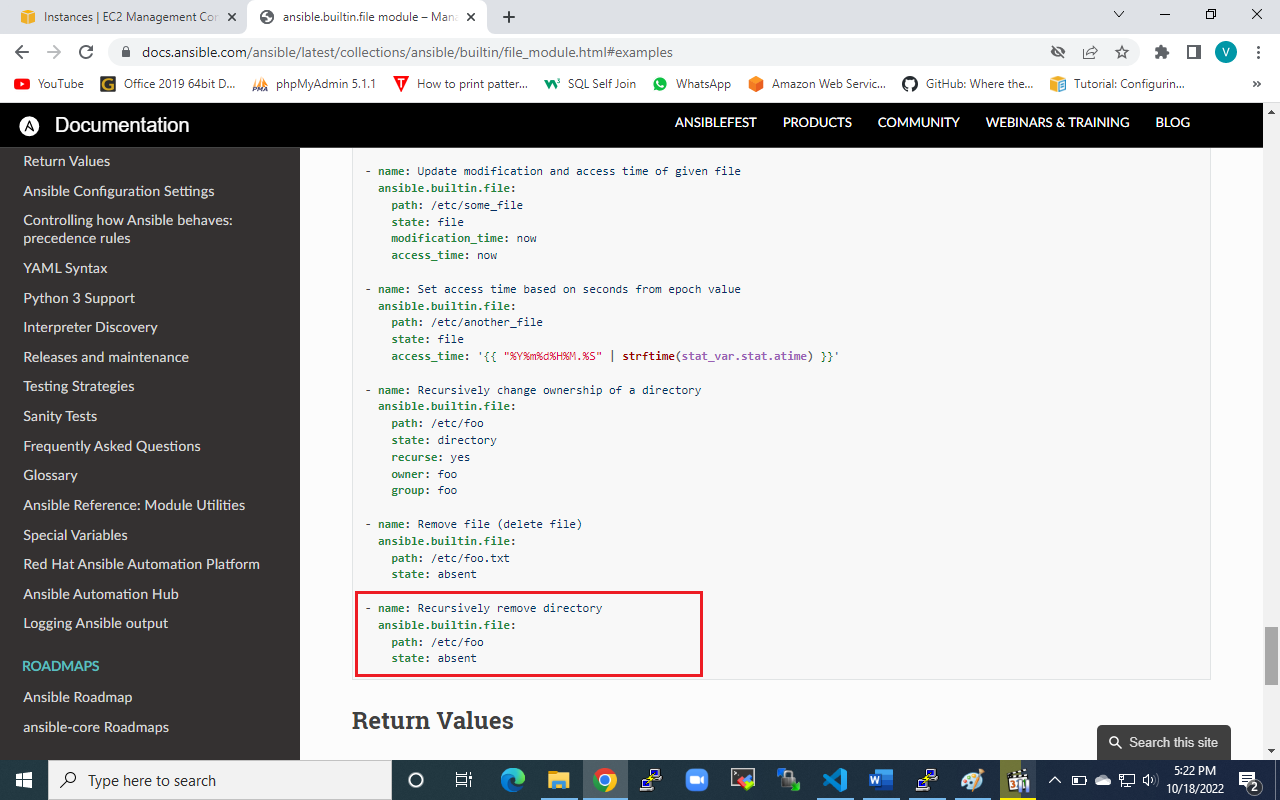 Instances | EC2 Management Con
ansible.builtin.file module – Mana
docs.ansible.com/ansible/latest/collections/ansible/builtin/file_module.html#examples
V
YouTube
Office 2019 64bit D...
phpMyAdmin 5.1.1
How to print patter...
SQL Self Join
WhatsApp
Amazon Web Servic...
GitHub: Where the...
Tutorial: Configurin...
»
Documentation
ANSIBLEFEST
PRODUCTS
COMMUNITY
WEBINARS & TRAINING
BLOG
Return Values
Ansible Configuration Settings
Controlling how Ansible behaves:
precedence rules
YAML Syntax
Python 3 Support
Interpreter Discovery
Releases and maintenance
Testing Strategies
Sanity Tests
Frequently Asked Questions
Glossary
Ansible Reference: Module Utilities
Special Variables
Red Hat Ansible Automation Platform
Ansible Automation Hub
Logging Ansible output
ROADMAPS
Ansible Roadmap
ansible-core Roadmaps
- name: Update modification and access time of given file
ansible.builtin.file:
path: /etc/some_file
state: file
modification_time: now
access_time: now
- name: Set access time based on seconds from epoch value
ansible.builtin.file:
path: /etc/another_file
state: file
access_time: '{{ "%Y%m%d%H%M.%S" | strftime(stat_var.stat.atime) }}'
- name: Recursively change ownership of a directory
ansible.builtin.file:
path: /etc/foo
state: directory
recurse: yes
owner: foo
group: foo
- name: Remove file (delete file)
ansible.builtin.file:
path: /etc/foo.txt
state: absent
- name: Recursively remove directory
ansible.builtin.file:
path: /etc/foo
state: absent
Return Values
Search this site
Type here to search
5:22 PM
10/18/2022
2